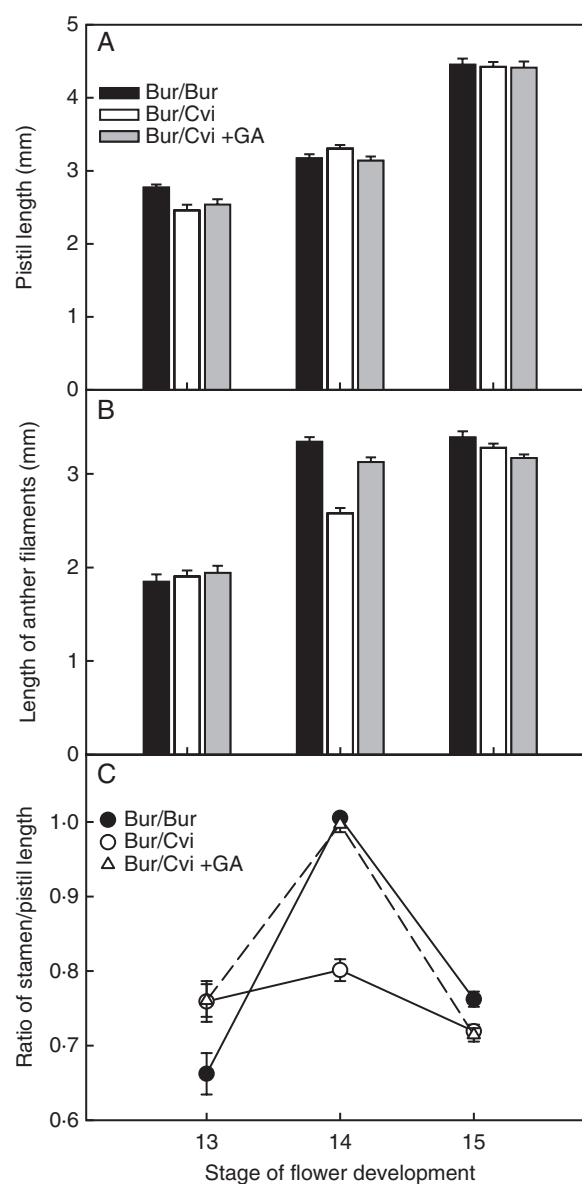 A
Bur/Bur
Bur/Cvi
Bur/Cvi +GA
Pistil length (mm)
5
4
3
2
1
0
B
Length of anther filaments (mm)
3
2
1
0
C
Bur/Bur
Bur/Cvi
Bur/Cvi +GA
Ratio of stamen/pistil length
1·0
0·9
0·8
0·7
0·6
13 14 15
Stage of flower development